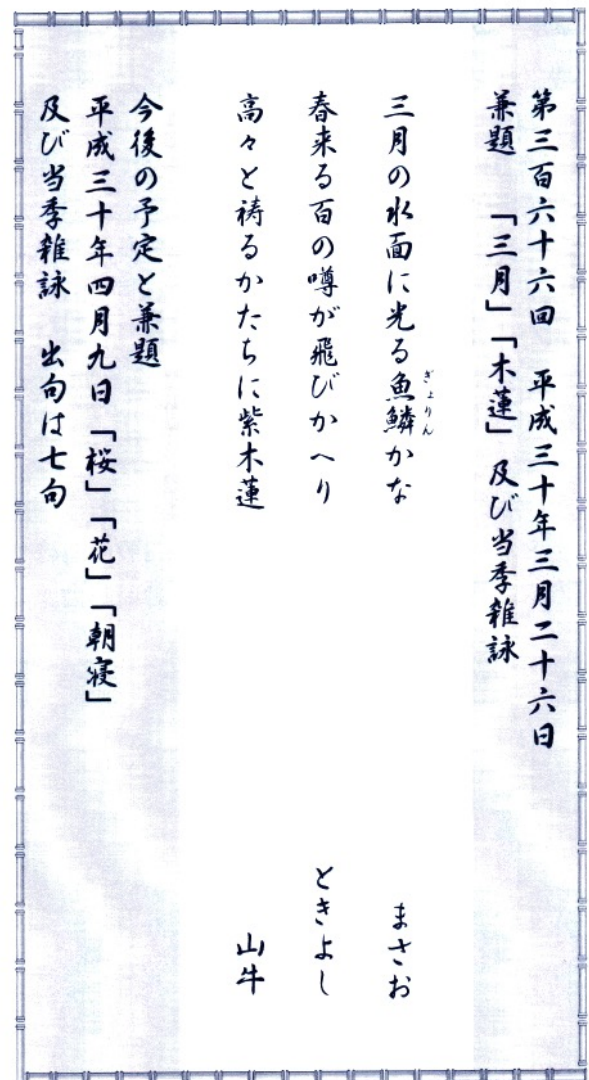 第三百六十六回　平成三十年三月二十六日
兼題　「三月」「木蓮」　及び当季雑詠
三月の水面に光る魚鱗かな　まさお
ぎょりん
春来る百の噂が飛びかへり　ときよし
高々と祷るかたちに紫木蓮　山牛
今後の予定と兼題
平成三十年四月九日「桜」「花」「朝寝」
及び当季雑詠　出句は七句